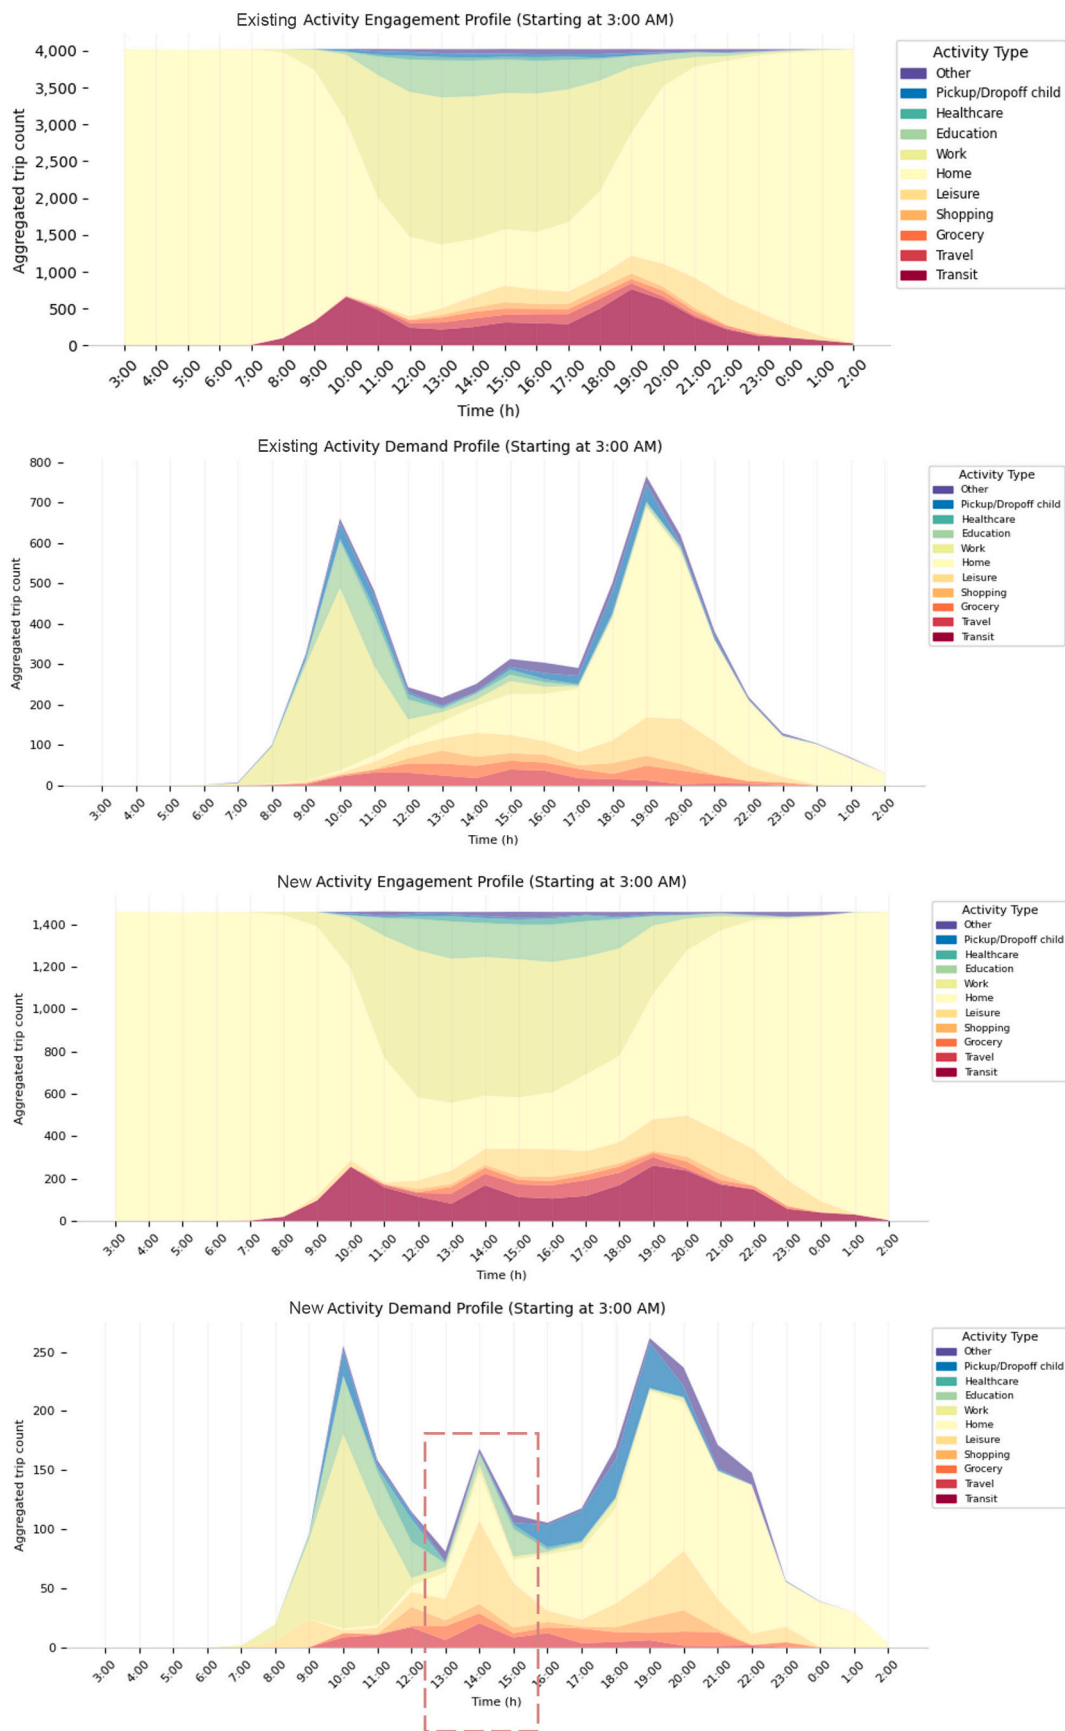 Existing Activity Engagement Profile (Starting at 3:00 AM)
4,000
3,500
3,000
2,500
2,000
1,500
1,000
500
0
Aggregated trip count
3:00 4:00 5:00 6:00 7:00 8:00 9:00 10:00 11:00 12:00 13:00 14:00 15:00 16:00 17:00 18:00 19:00 20:00 21:00 22:00 23:00 0:00 1:00 2:00
Time (h)
Activity Type
Other
Pickup/Dropoff child
Healthcare
Education
Work
Home
Leisure
Shopping
Grocery
Travel
Transit
Existing Activity Demand Profile (Starting at 3:00 AM)
800
700
600
500
400
300
200
100
0
Aggregated trip count
3:00 4:00 5:00 6:00 7:00 8:00 9:00 10:00 11:00 12:00 13:00 14:00 15:00 16:00 17:00 18:00 19:00 20:00 21:00 22:00 23:00 0:00 1:00 2:00
Time (h)
Activity Type
Other
Pickup/Dropoff child
Healthcare
Education
Work
Home
Leisure
Shopping
Grocery
Travel
Transit
New Activity Engagement Profile (Starting at 3:00 AM)
1,400
1,200
1,000
800
600
400
200
0
Aggregated trip count
3:00 4:00 5:00 6:00 7:00 8:00 9:00 10:00 11:00 12:00 13:00 14:00 15:00 16:00 17:00 18:00 19:00 20:00 21:00 22:00 23:00 0:00 1:00 2:00
Time (h)
Activity Type
Other
Pickup/Dropoff child
Healthcare
Education
Work
Home
Leisure
Shopping
Grocery
Travel
Transit
New Activity Demand Profile (Starting at 3:00 AM)
250
200
150
100
50
0
Aggregated trip count
3:00 4:00 5:00 6:00 7:00 8:00 9:00 10:00 11:00 12:00 13:00 14:00 15:00 16:00 17:00 18:00 19:00 20:00 21:00 22:00 23:00 0:00 1:00 2:00
Time (h)
Activity Type
Other
Pickup/Dropoff child
Healthcare
Education
Work
Home
Leisure
Shopping
Grocery
Travel
Transit